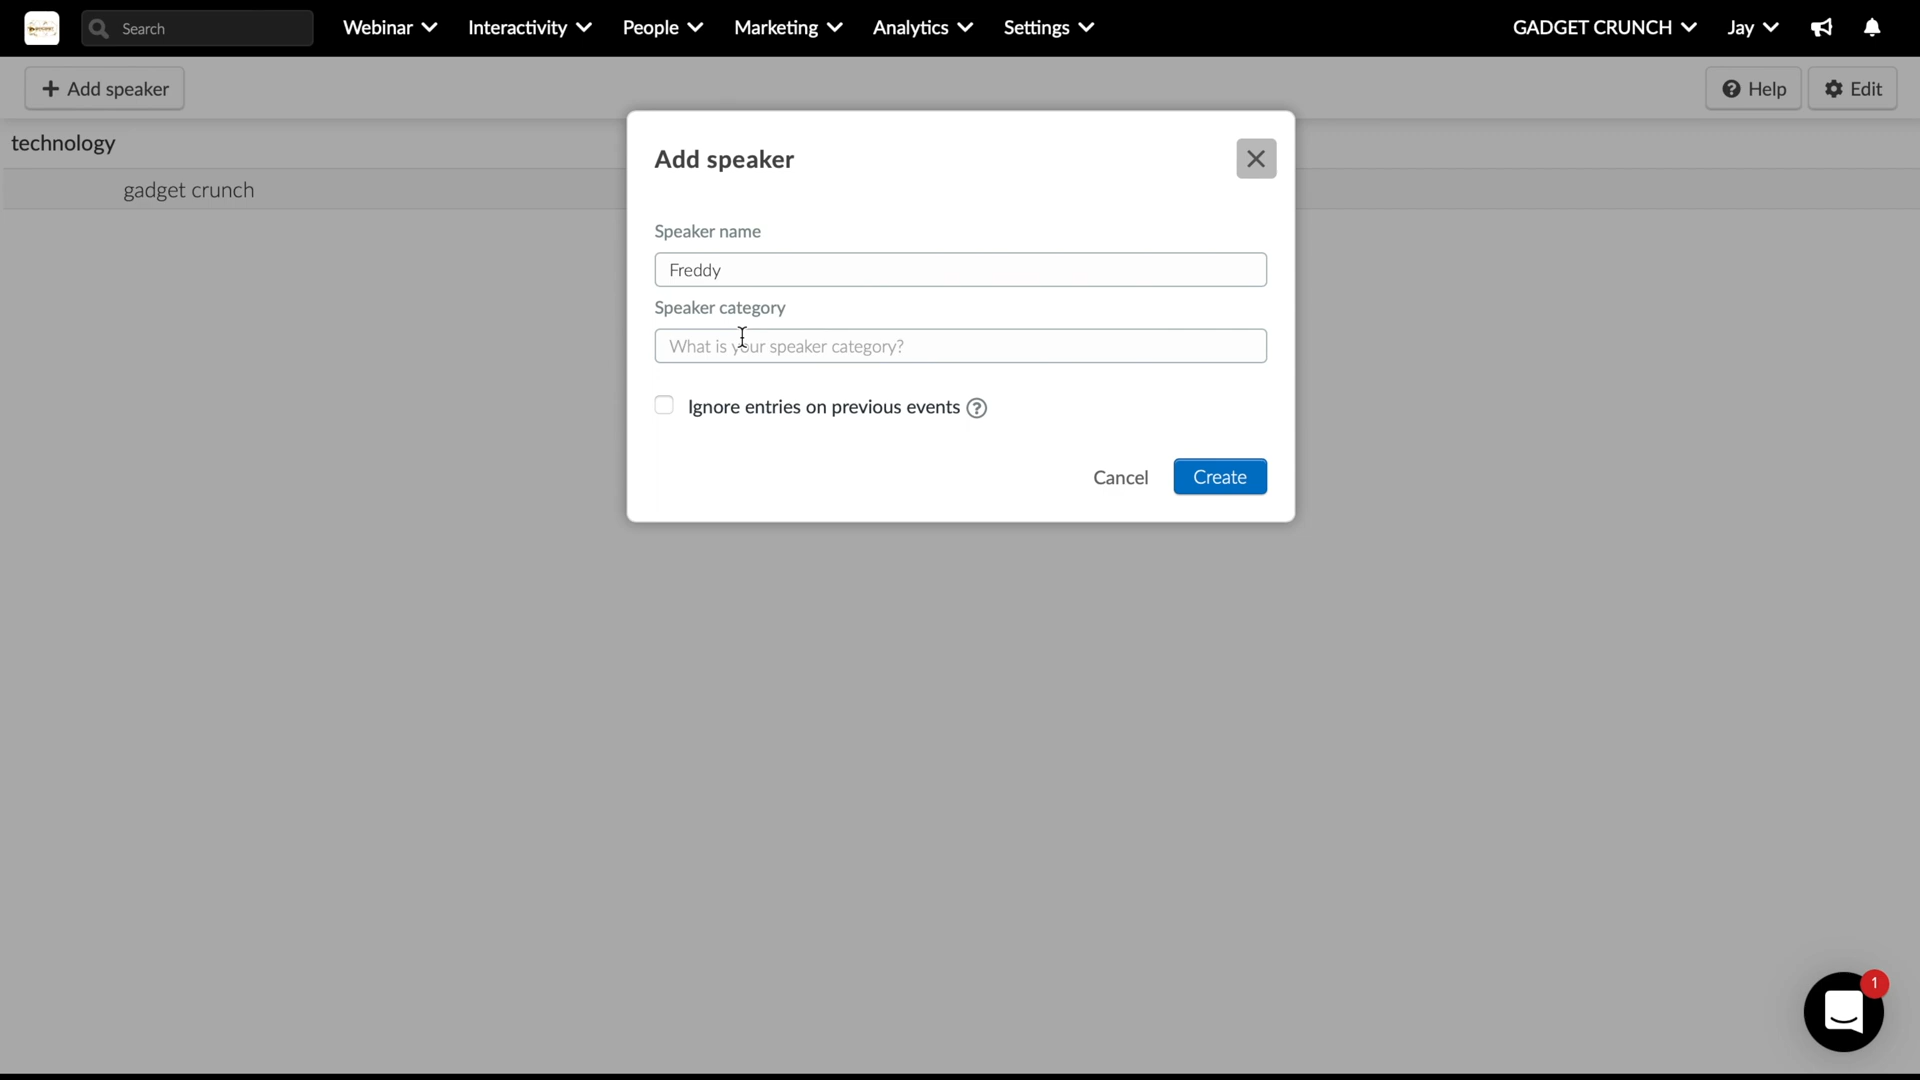 Search
Webinar
Interactivity
People
Marketing
Analytics
Settings
GADGET CRUNCH
Jay
+ Add speaker
Help
Edit
technology
gadget crunch
Add speaker
Speaker name
Freddy
Speaker category
What is your speaker category?
Ignore entries on previous events ?
Cancel
Create
1